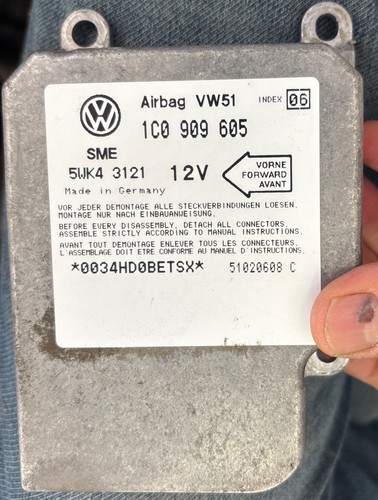 Airbag VW51 INDEX 06
1C0 909 605
SME
5WK4 3121 12V
VORNE
FORWARD
AVANT
Made in Germany
VOR JEDER DEMONTAGE ALLE STECKVERBINDUNGEN LOESEN.
MONTAGE NUR NACH EINBAUANWEISUNG.
BEFORE EVERY DISASSEMBLY, DETACH ALL CONNECTORS.
ASSEMBLE STRICTLY ACCORDING TO MANUAL INSTRUCTIONS.
AVANT TOUT DEMONTAGE ENLEVER TOUS LES CONNECTEURS.
L'ASSEMBLAGE DOIT ETRE CONFORME AU MANUEL D'INSTRUCTIONS.
*0034HD0BETSX* 51020608 C